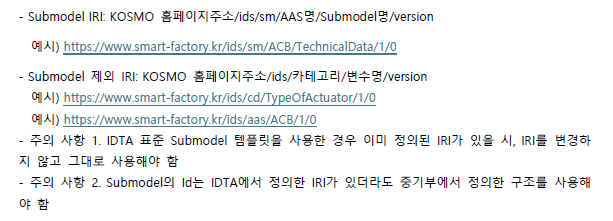 - Submodel IRI: KOSMO 홈페이지주소/ids/sm/AAS명/Submodel명/version
예시) https://www.smart-factory.kr/ids/sm/ACB/TechnicalData/1/0
- Submodel 제외 IRI: KOSMO 홈페이지주소/ids/카테고리/변수명/version
예시) https://www.smart-factory.kr/ids/cd/TypeOfActuator/1/0
예시) https://www.smart-factory.kr/ids/aas/ACB/1/0
- 주의 사항 1. IDTA 표준 Submodel 템플릿을 사용한 경우 이미 정의된 IRI가 있을 시, IRI를 변경하
지 않고 그대로 사용해야 함
- 주의 사항 2. Submodel의 Id는 IDTA에서 정의한 IRI가 있더라도 중기부에서 정의한 구조를 사용해
야 함